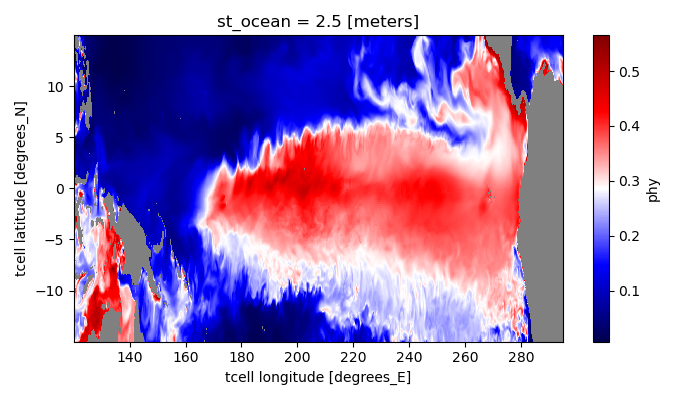 st_ocean = 2.5 [meters]
10
5
0
−5
−10
tcell latitude [degrees_N]
140 160 180 200 220 240 260 280
tcell longitude [degrees_E]
0.5
0.4
0.3
0.2
0.1
phy